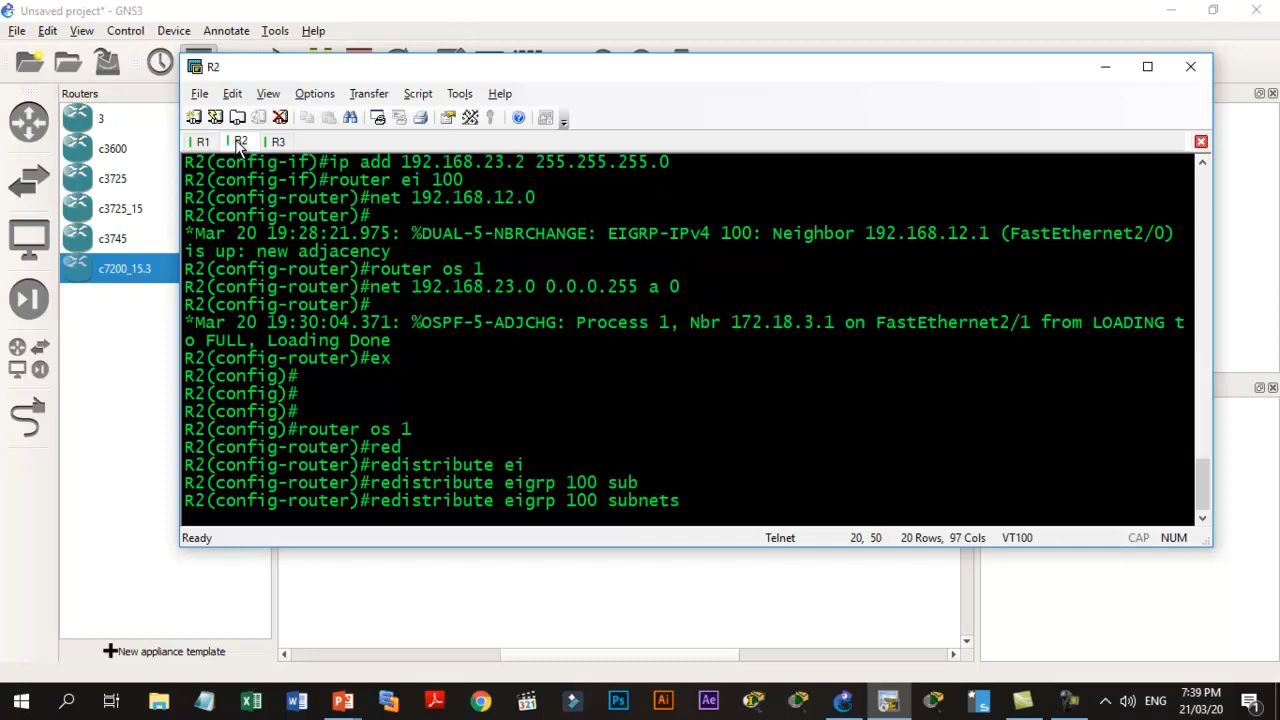 Unsaved project* - GNS3
File Edit View Control Device Annotate Tools Help
Routers
3
c3600
c3725
c3725_15
c3745
c7200_15.3
New appliance template
R2
File Edit View Options Transfer Script Tools Help
R1 R2 R3
R2(config-if)#ip add 192.168.23.2 255.255.255.0
R2(config-if)#router ei 100
R2(config-router)#net 192.168.12.0
R2(config-router)#
*Mar 20 19:28:21.975: %DUAL-5-NBRCHANGE: EIGRP-IPv4 100: Neighbor 192.168.12.1 (FastEthernet2/0)
is up: new adjacency
R2(config-router)#router os 1
R2(config-router)#net 192.168.23.0 0.0.0.255 a 0
R2(config-router)#
*Mar 20 19:30:04.371: %OSPF-5-ADJCHG: Process 1, Nbr 172.18.3.1 on FastEthernet2/1 from LOADING t
o FULL, Loading Done
R2(config-router)#ex
R2(config)#
R2(config)#
R2(config)#
R2(config)#router os 1
R2(config-router)#red
R2(config-router)#redistribute ei
R2(config-router)#redistribute eigrp 100 sub
R2(config-router)#redistribute eigrp 100 subnets
Ready Telnet 20, 50 20 Rows, 97 Cols VT100 CAP NUM
Ps Ai Ae
ENG
7:39 PM
21/03/20